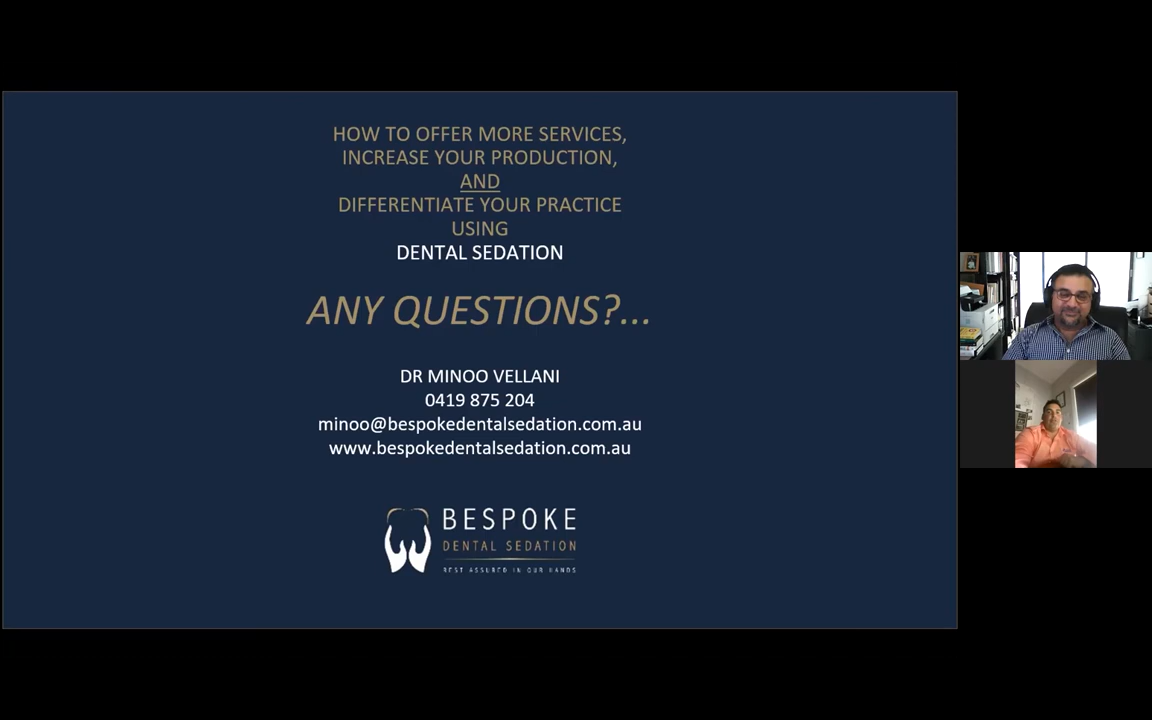 HOW TO OFFER MORE SERVICES,
INCREASE YOUR PRODUCTION,
AND
DIFFERENTIATE YOUR PRACTICE
USING
DENTAL SEDATION
ANY QUESTIONS?...
DR MINOO VELLANI
0419 875 204
minoo@bespokedentalsedation.com.au
www.bespokedentalsedation.com.au
BESPOKE
DENTAL SEDATION
REST ASSURED IN OUR HANDS